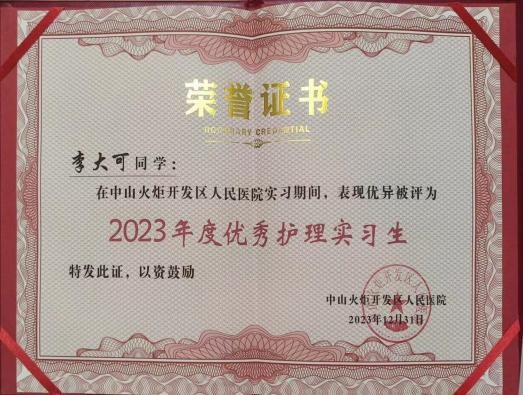 荣誉证书
HONORARY CREDENTIAL
李大可同学：
在中山火炬开发区人民医院实习期间，表现优异被评为
2023年度优秀护理实习生
特发此证，以资鼓励
中山火炬开发区人民医院
2023年12月31日